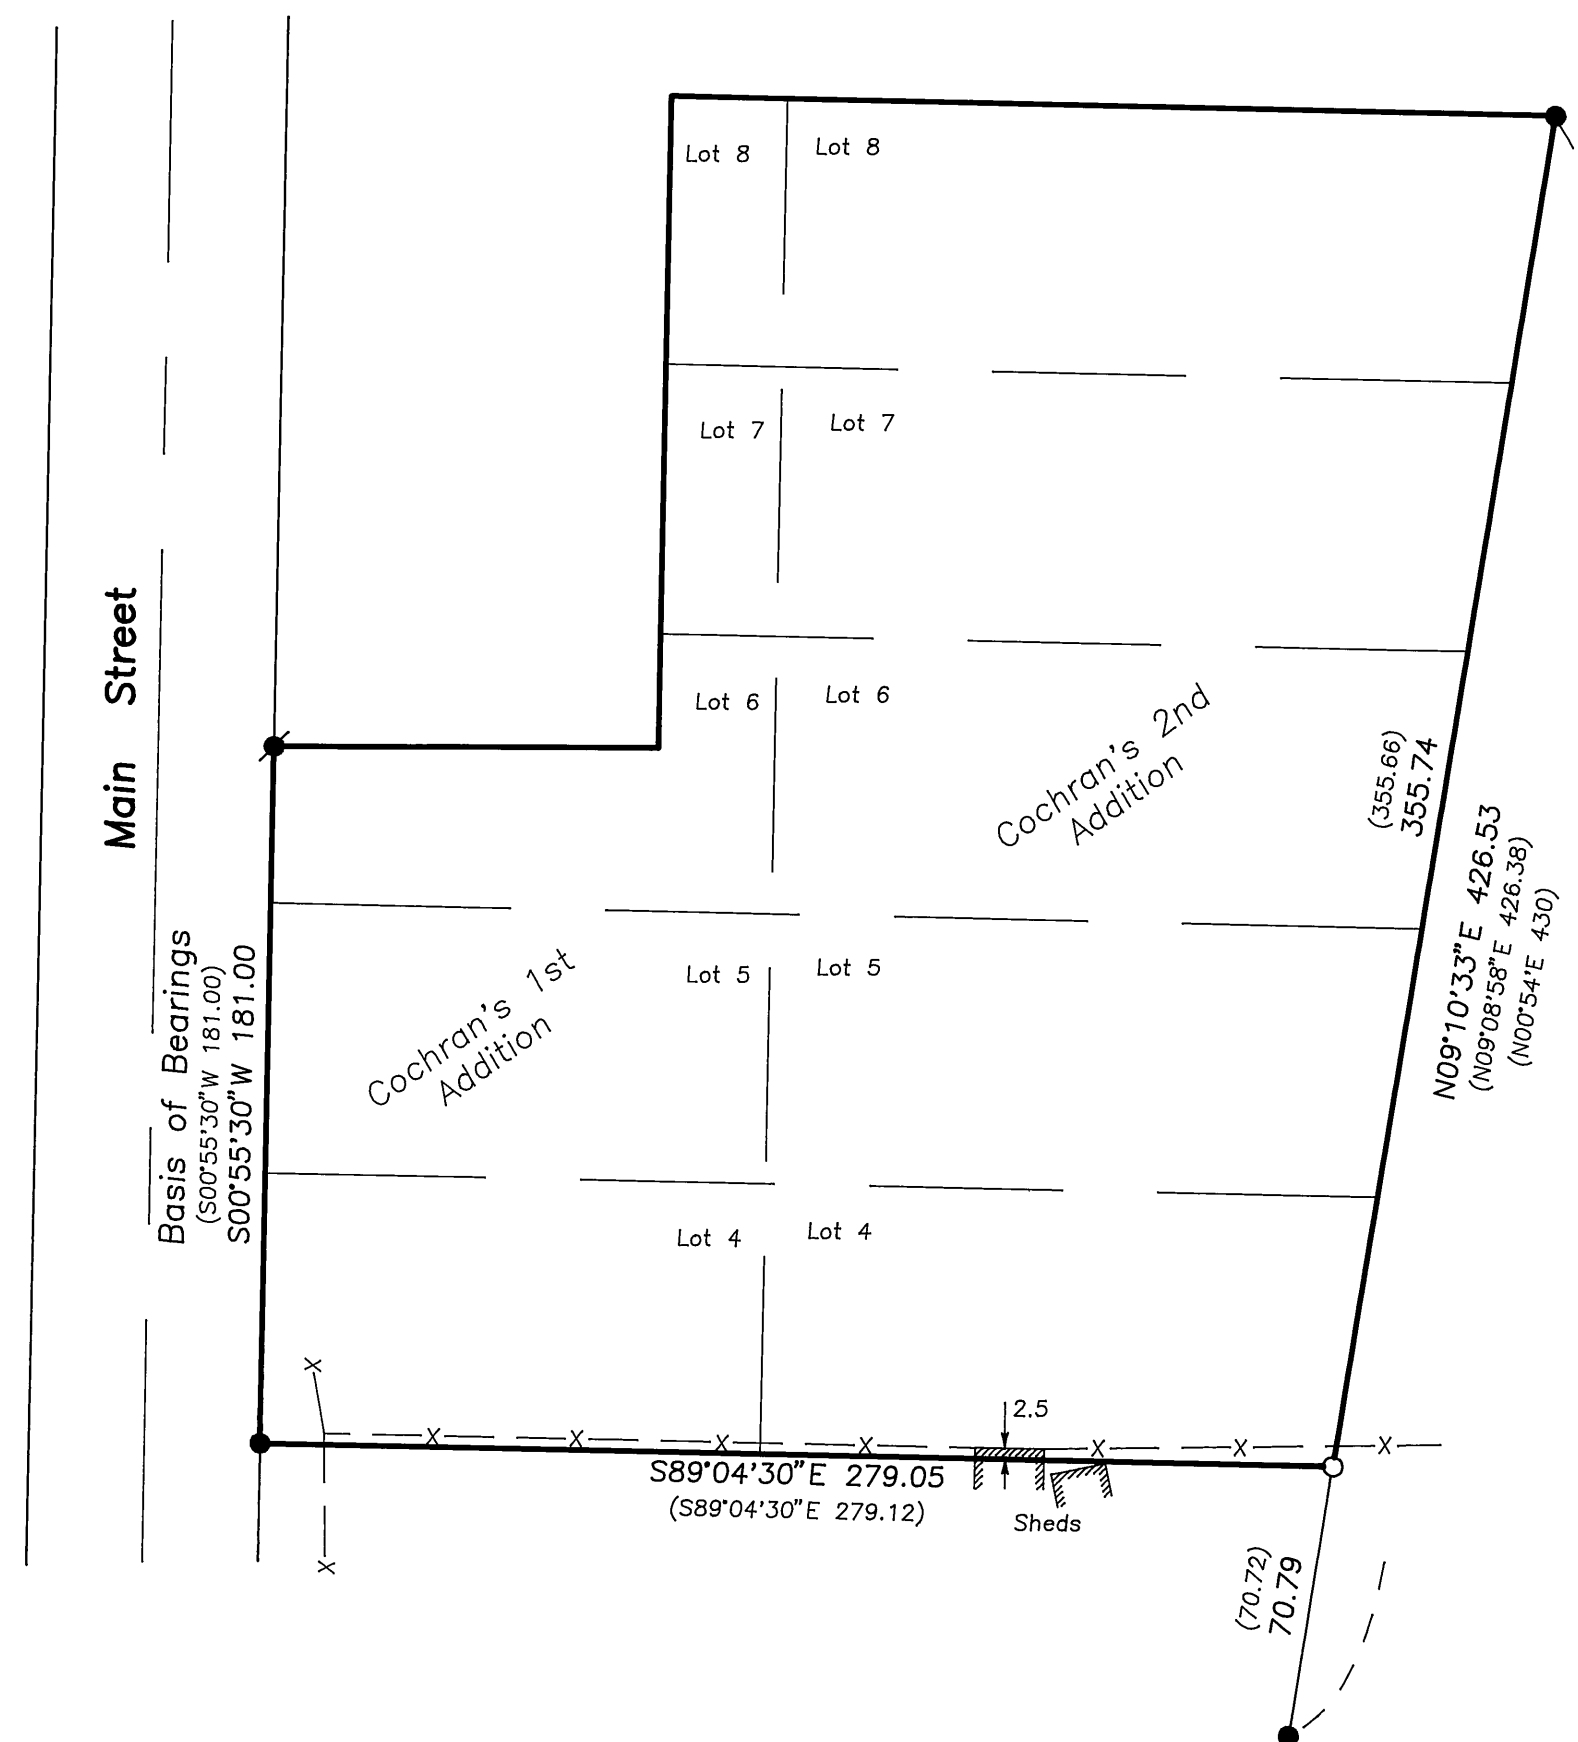 Lot 8
Lot 8
Lot 7
Lot 7
Lot 6
Lot 6
Cochran's 2nd
Addition
Main Street
(355.66)
355.74
N09°10'33"E 426.53
(N09°08'58"E 426.38)
(N00°54'E 430)
Basis of Bearings
(S00°55'30"W 181.00)
S00°55'30"W 181.00
Cochran's 1st
Addition
Lot 5
Lot 5
Lot 4
Lot 4
X
2.5
X
X
X
X
X
X
X
S89°04'30"E 279.05
(S89°04'30"E 279.12)
Sheds
X
(70.72)
70.79